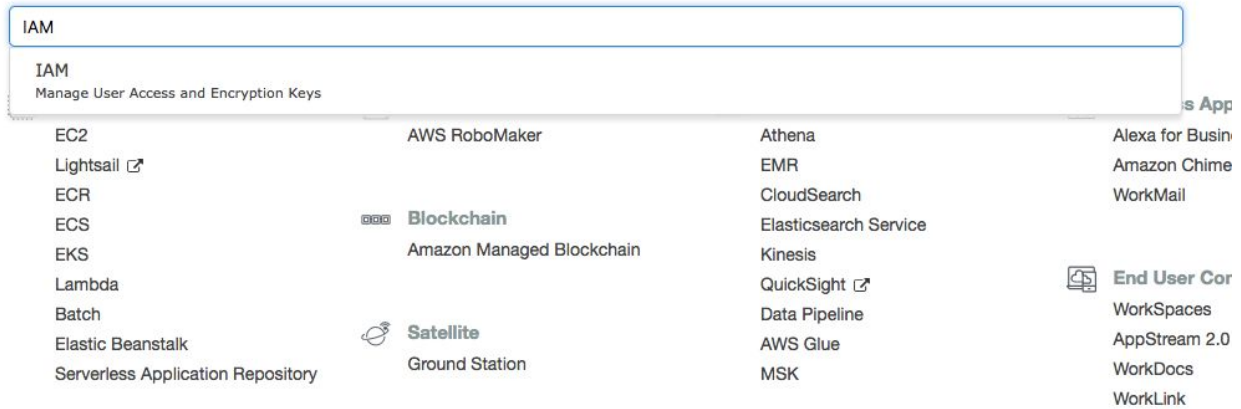 IAM
IAM
Manage User Access and Encryption Keys
EC2
Lightsail
ECR
ECS
EKS
Lambda
Batch
Elastic Beanstalk
Serverless Application Repository
AWS RoboMaker
Blockchain
Amazon Managed Blockchain
Satellite
Ground Station
Athena
EMR
CloudSearch
Elasticsearch Service
Kinesis
QuickSight
Data Pipeline
AWS Glue
MSK
s App
Alexa for Busin
Amazon Chime
WorkMail
End User Cor
WorkSpaces
AppStream 2.0
WorkDocs
WorkLink